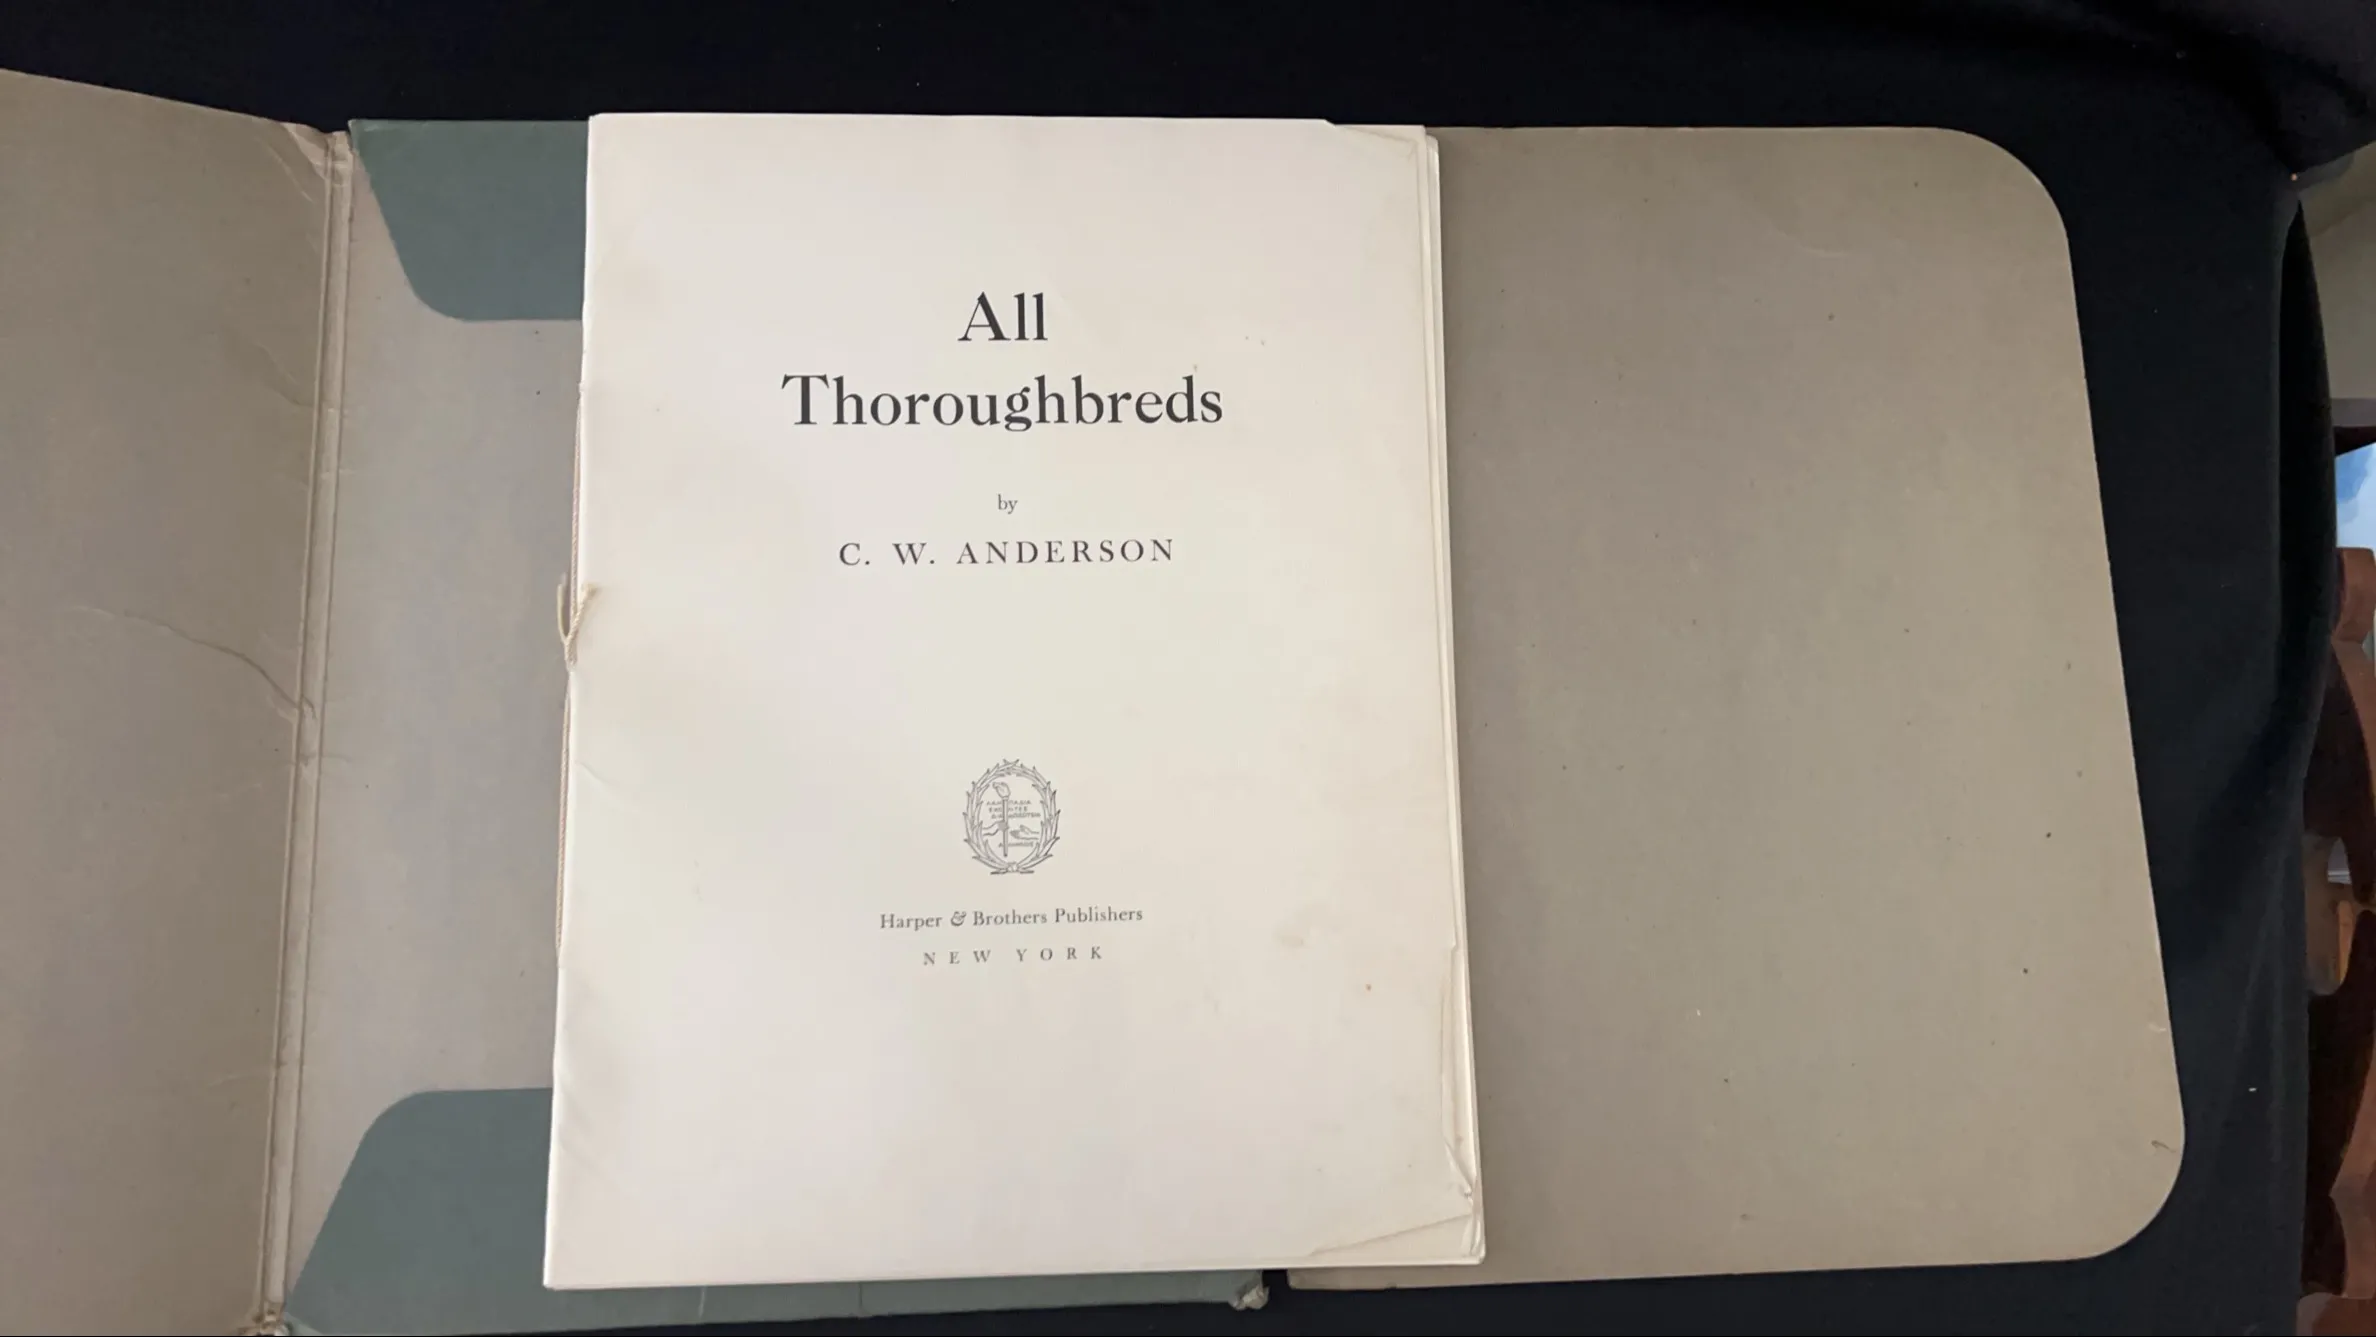 All
Thoroughbreds
by
C. W. ANDERSON
Harper & Brothers Publishers
NEW YORK